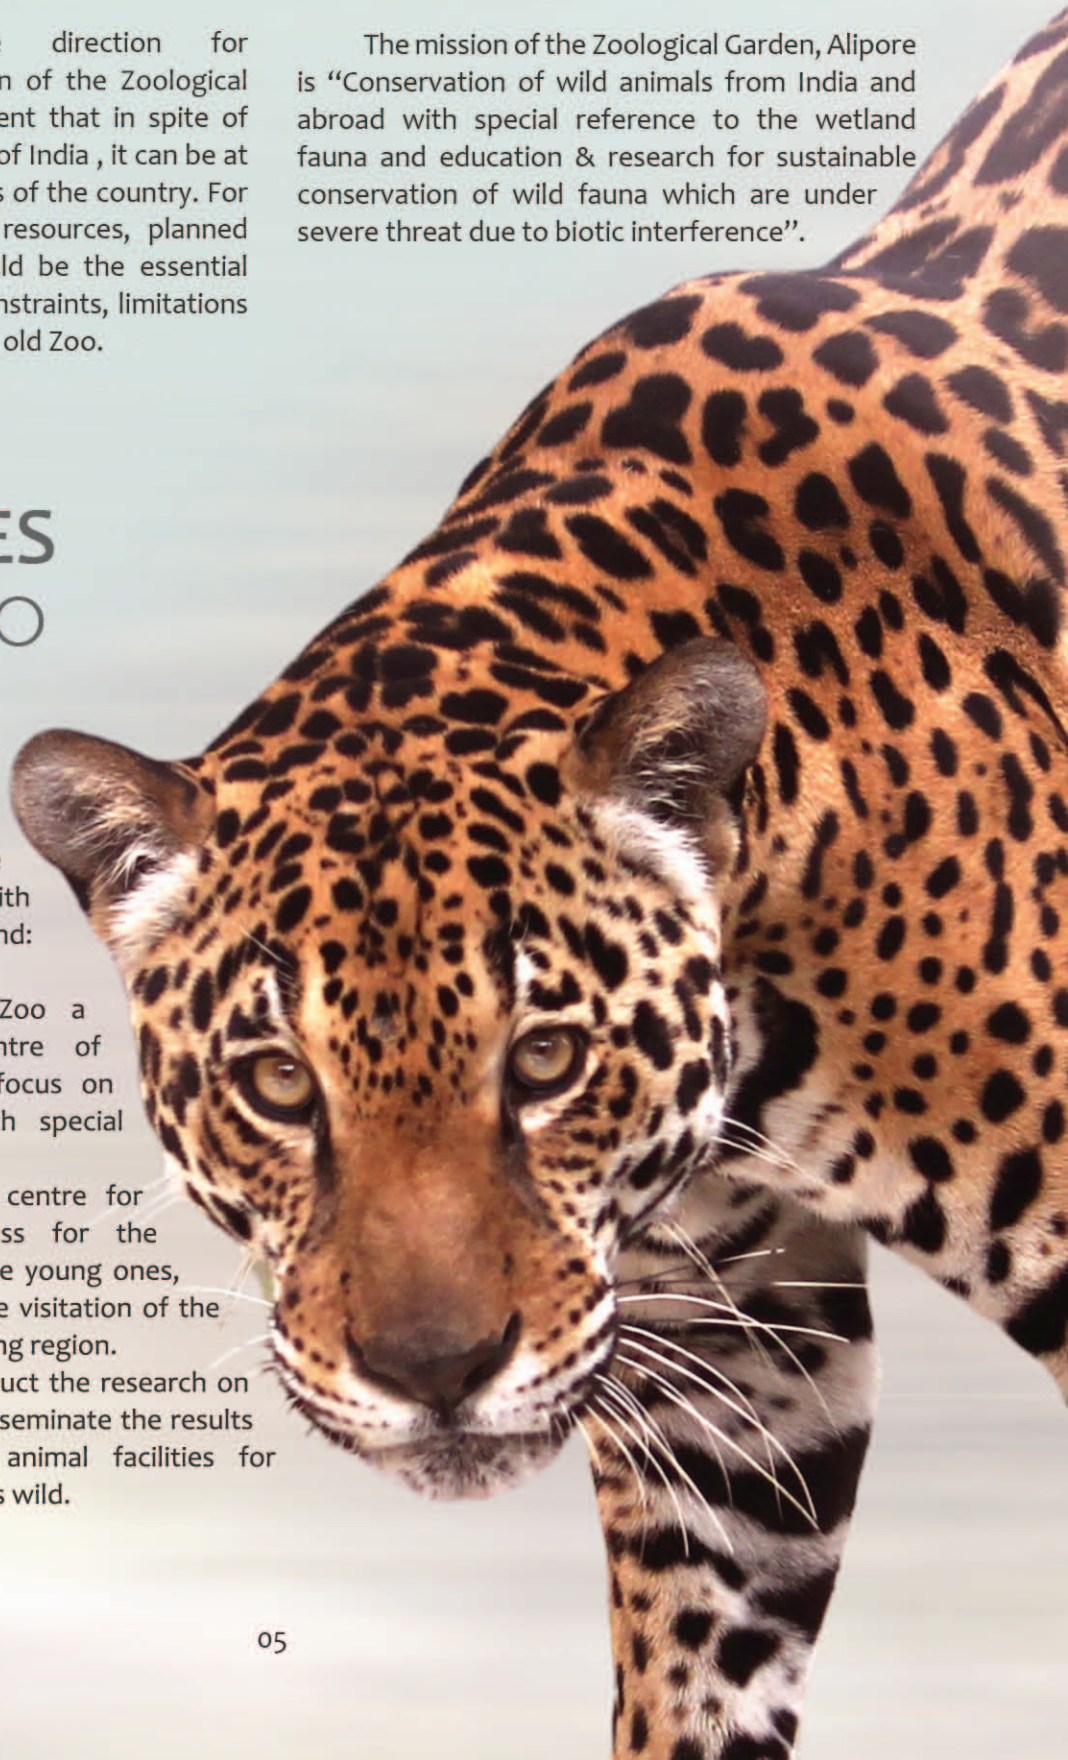 direction for
n of the Zoological
ent that in spite of
of India , it can be at
s of the country. For
resources, planned
ld be the essential
nstraints, limitations
old Zoo.
The mission of the Zoological Garden, Alipore
is “Conservation of wild animals from India and
abroad with special reference to the wetland
fauna and education & research for sustainable
conservation of wild fauna which are under
severe threat due to biotic interference”.
ES
O
ith
nd:
Zoo a
ntre of
focus on
h special
centre for
ss for the
e young ones,
e visitation of the
ng region.
uct the research on
seminate the results
animal facilities for
s wild.
05